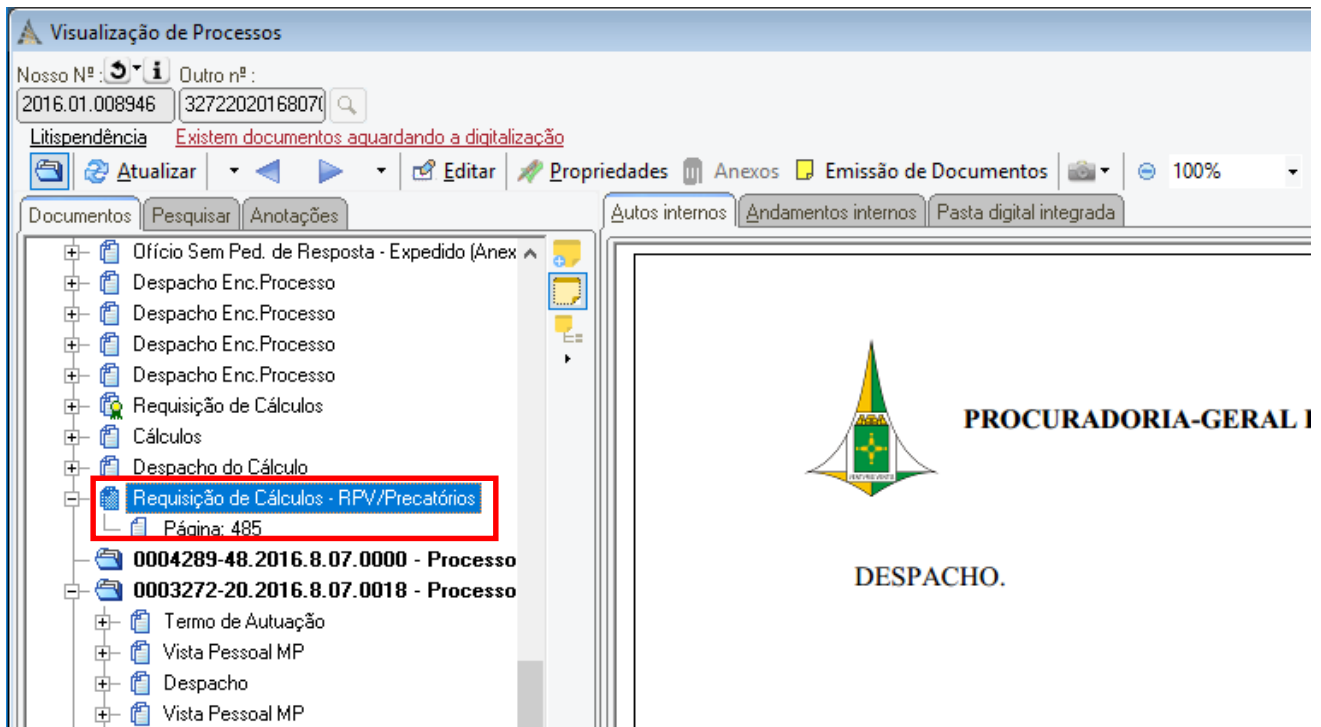 Visualização de Processos
Nosso Nº : Outro nº :
2016.01.008946 32722020168070
Litispendência Existem documentos aguardando a digitalização
Atualizar Editar Propriedades Anexos Emissão de Documentos 100%
Documentos Pesquisar Anotações
Autos internos Andamentos internos Pasta digital integrada
Ofício Sem Ped. de Resposta - Expedido (Anex
Despacho Enc.Processo
Despacho Enc.Processo
Despacho Enc.Processo
Despacho Enc.Processo
Requisição de Cálculos
Cálculos
Despacho do Cálculo
Requisição de Cálculos - RPV/Precatórios
Página: 485
0004289-48.2016.8.07.0000 - Processo
0003272-20.2016.8.07.0018 - Processo
Termo de Autuação
Vista Pessoal MP
Despacho
Vista Pessoal MP
PROCURADORIA-GERAL
DESPACHO.